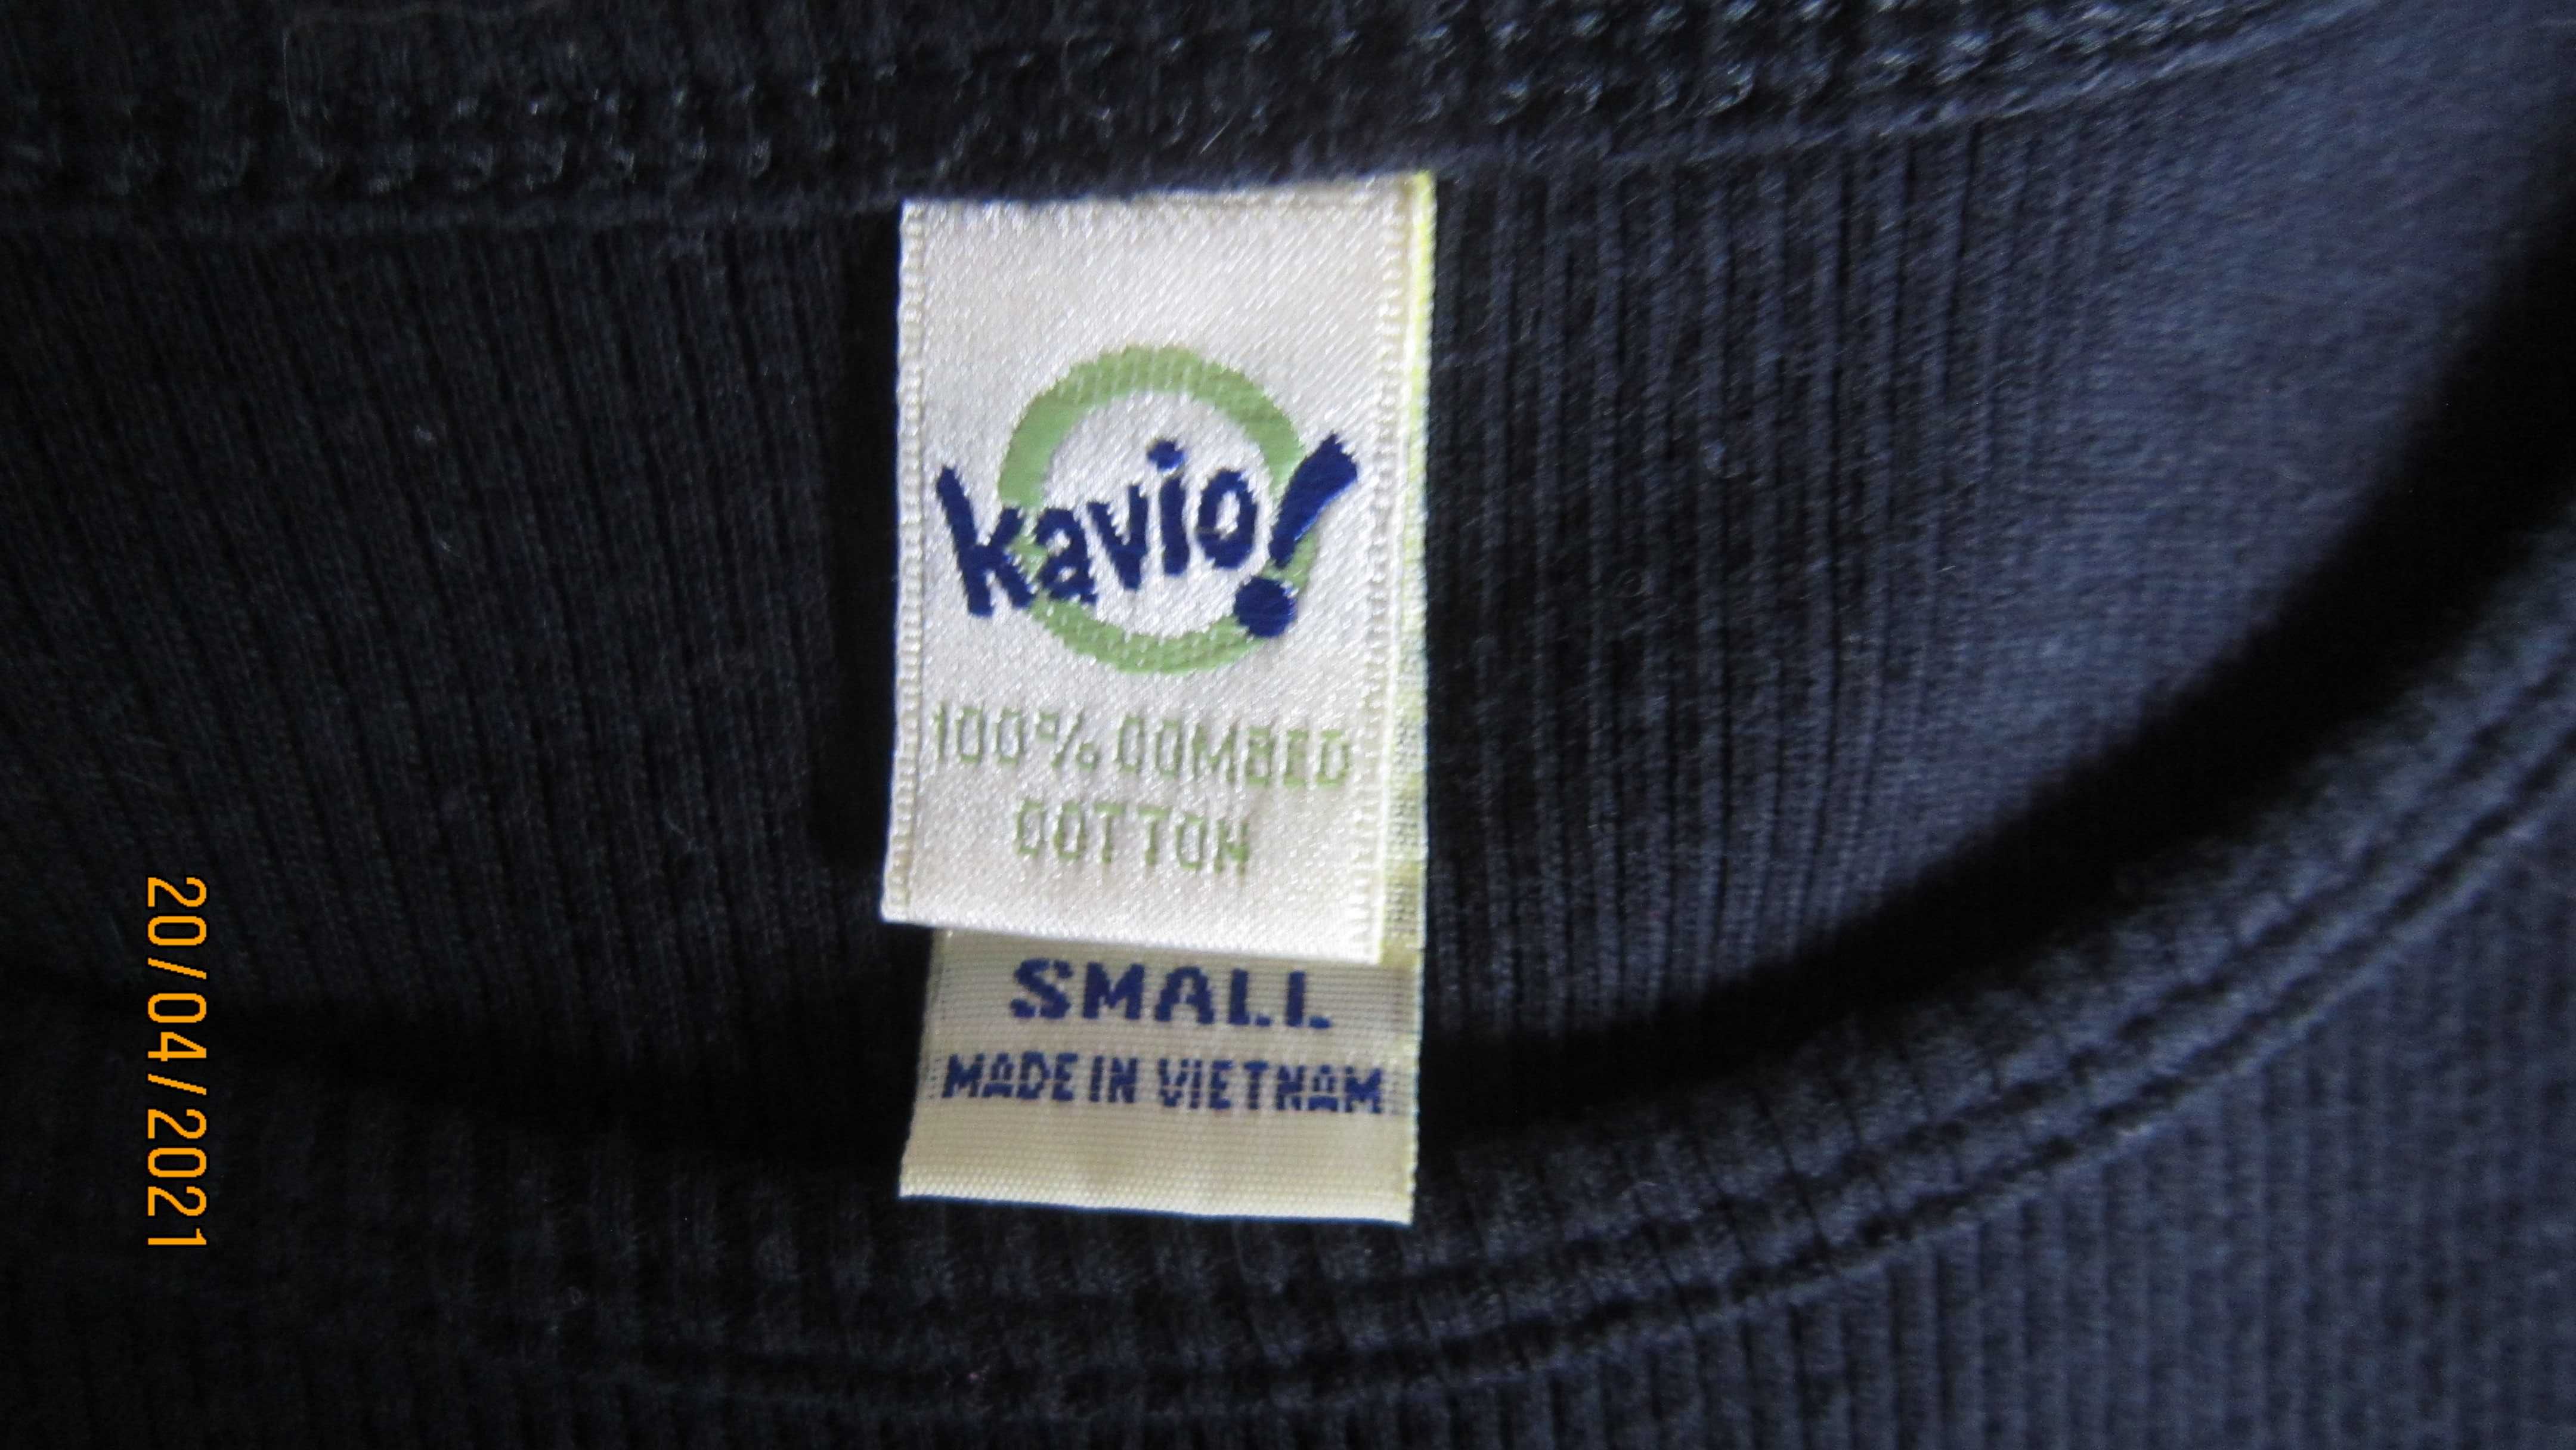 kavio!
100% COMBED
COTTON
SMALL
MADE IN VIETNAM
20/04/2021